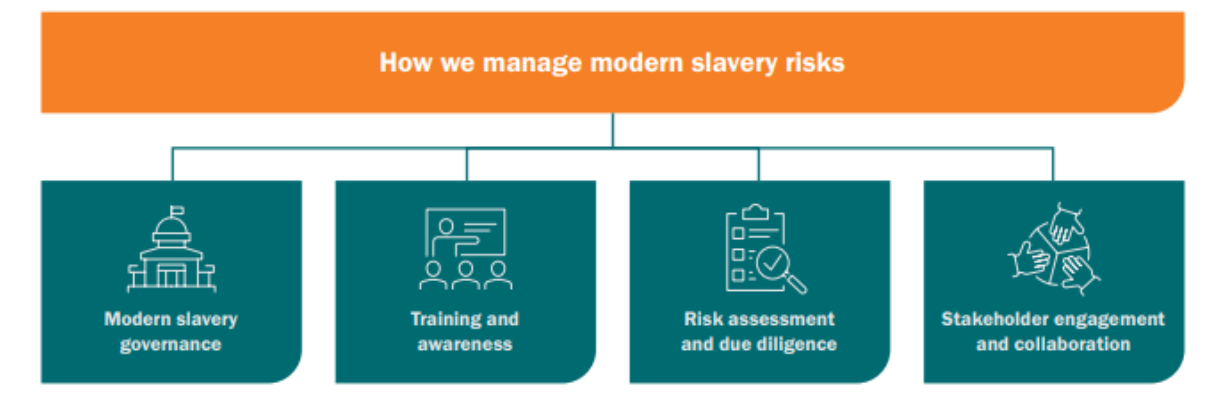 How we manage modern slavery risks
Modern slavery
governance
Training and
awareness
Risk assessment
and due diligence
Stakeholder engagement
and collaboration